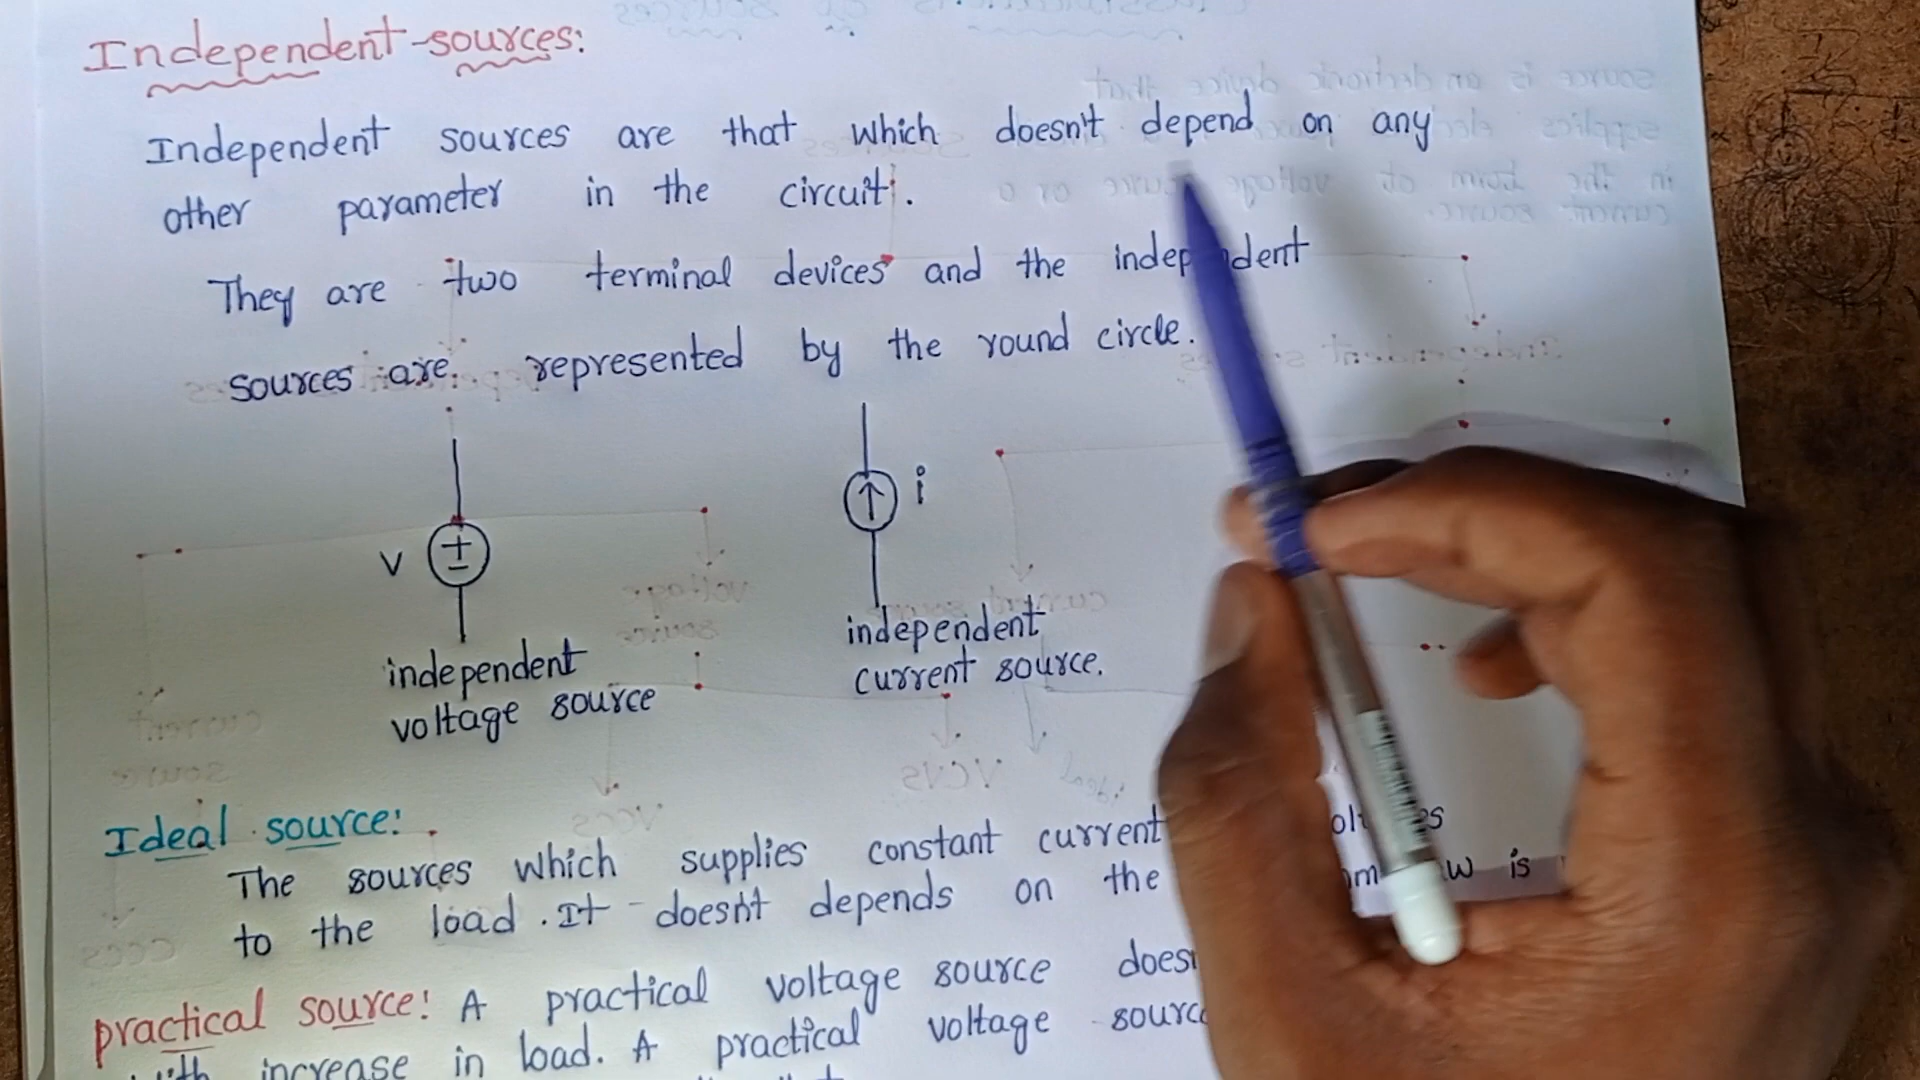 Independent sources:
Independent sources are that which doesn't depend on any
other parameter in the circuit.
They are two terminal devices and the independent
sources are represented by the round circle.
i
V
+
−
independent
current source.
independent
voltage source
Ideal source:
The sources which supplies constant current
to the load. It doesn't depends on the is
practical source: A practical voltage source
increase in load. A practical voltage